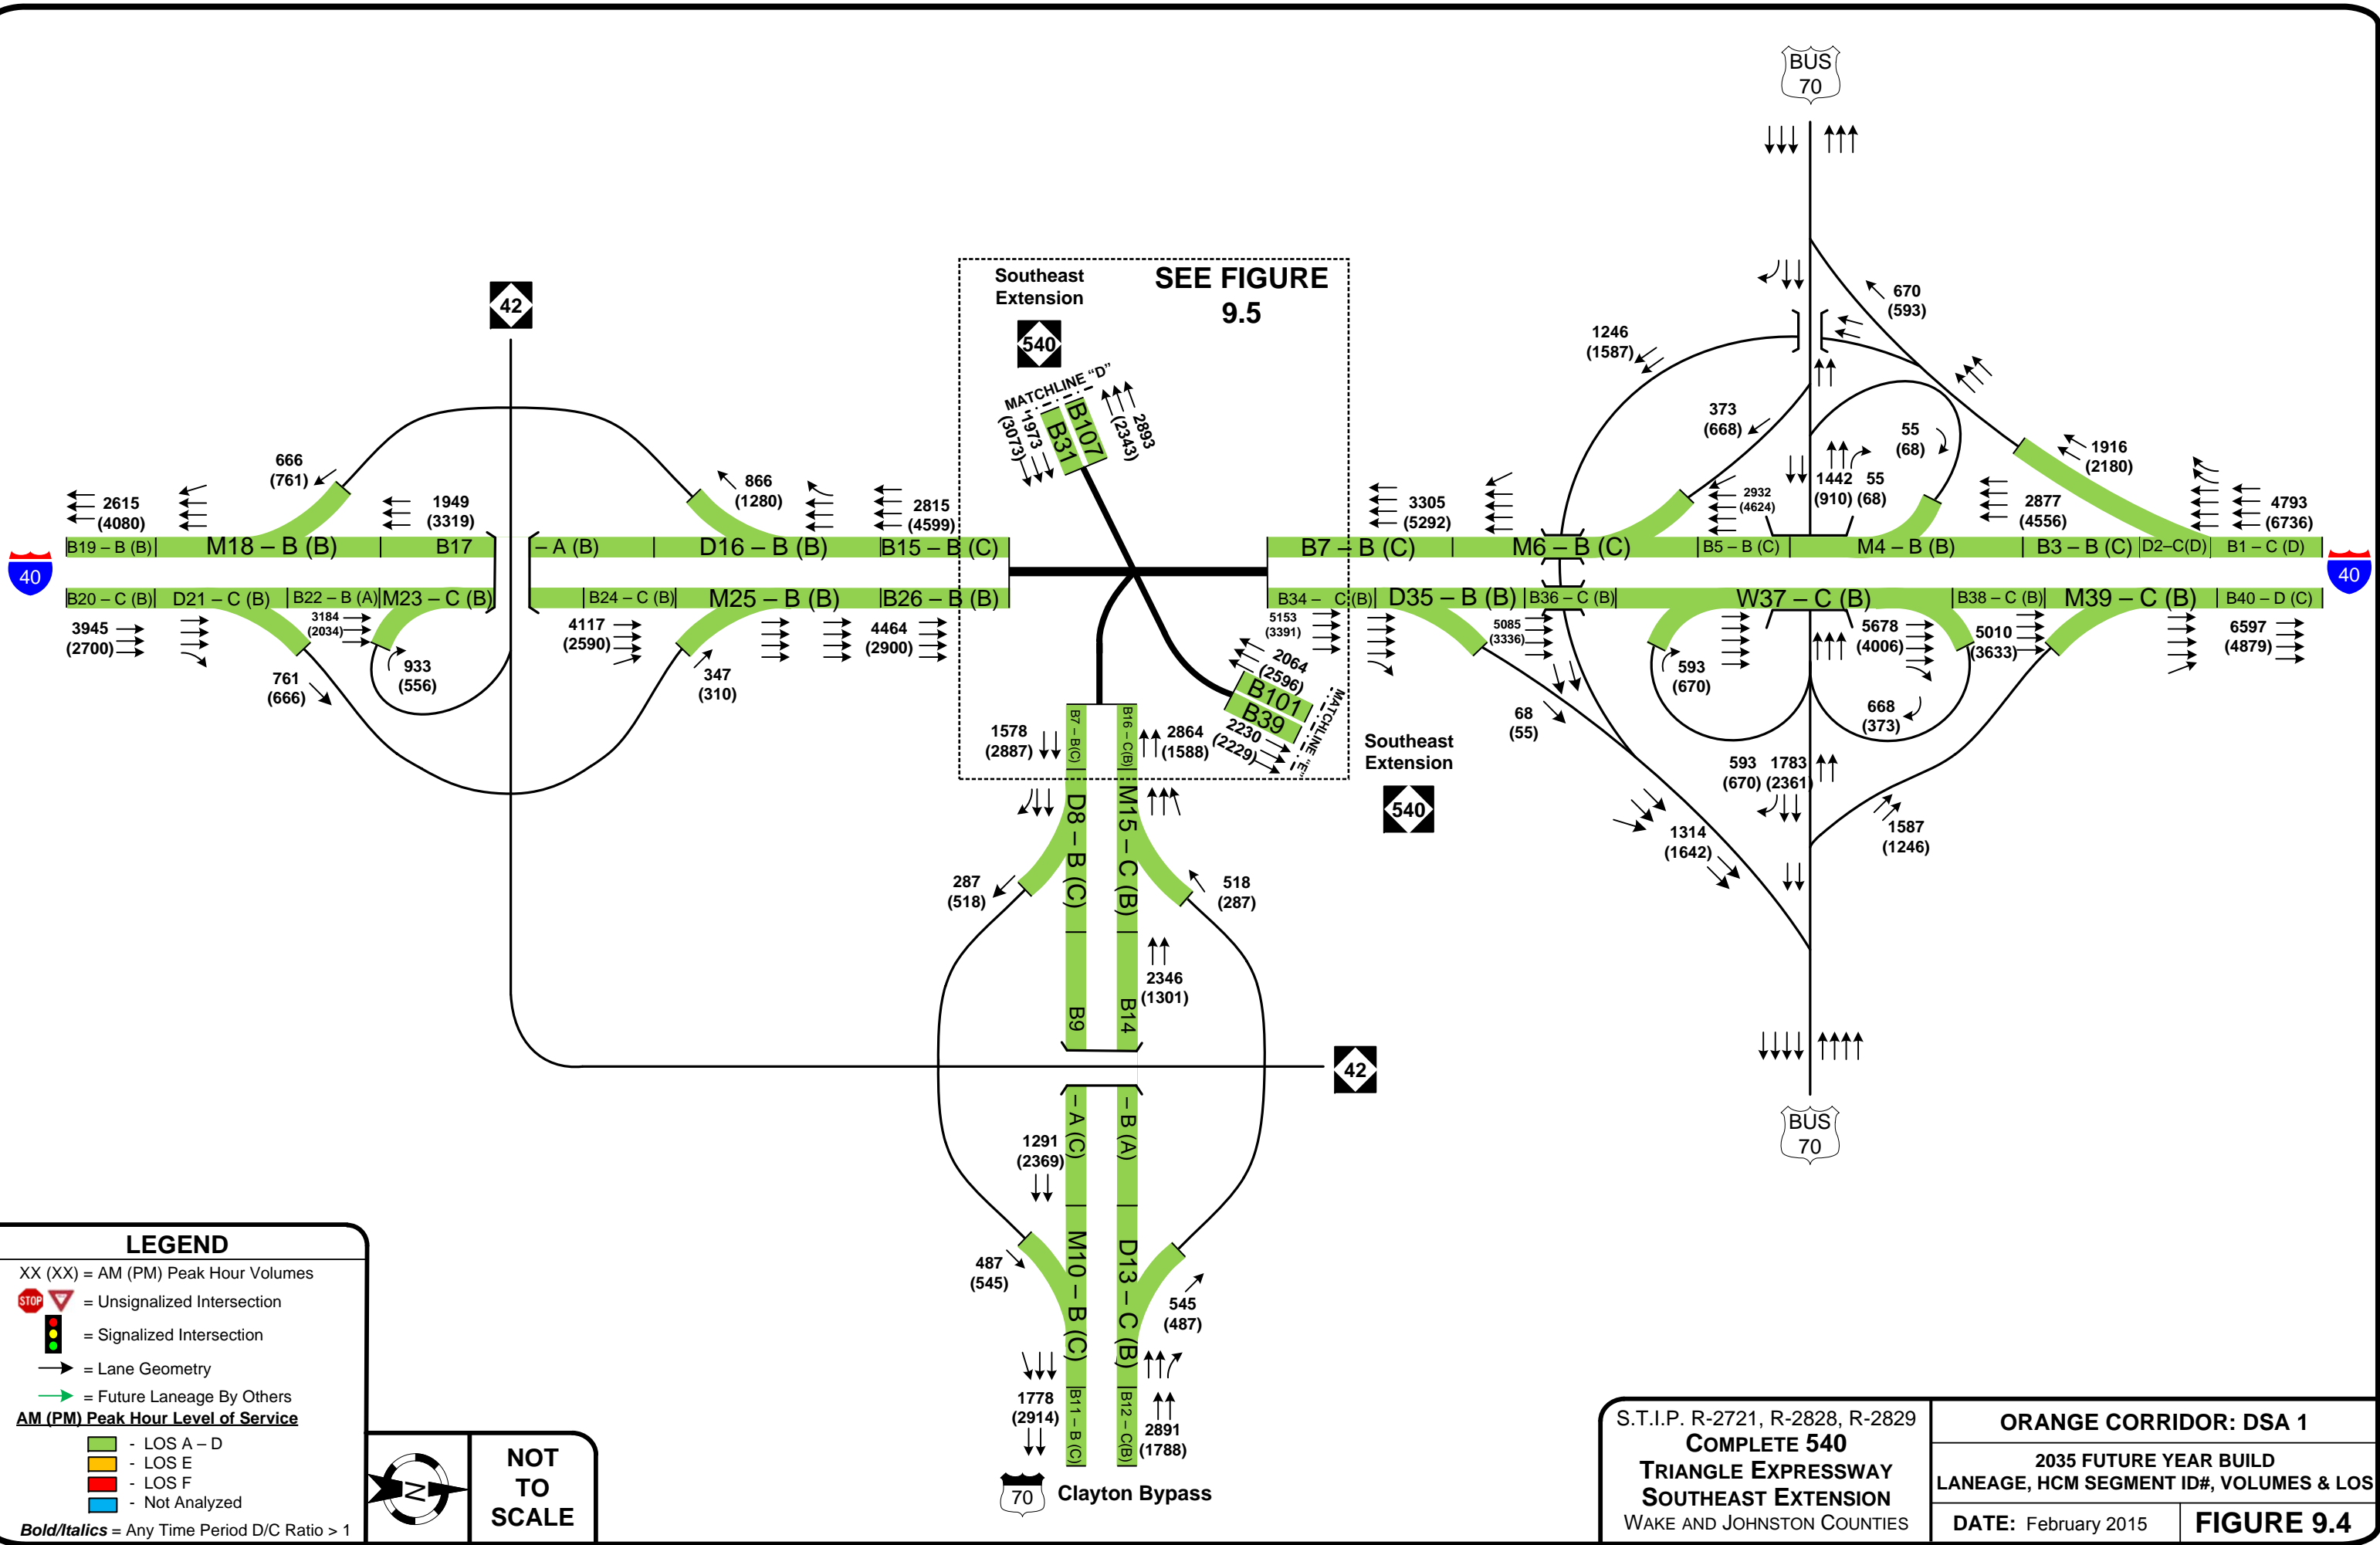 BUS
70
Southeast
Extension
SEE FIGURE
9.5
42
540
MATCHLINE "D"
1973
(3073)
B31
B107
2893
(2343)
670
(593)
1246
(1587)
373
(668)
55
(68)
1442
(910)
55
(68)
1916
(2180)
666
(761)
866
(1280)
2615
(4080)
1949
(3319)
2815
(4599)
3305
(5292)
2932
(4624)
2877
(4556)
4793
(6736)
40
B19 – B (B)
M18 – B (B)
B17
– A (B)
D16 – B (B)
B15 – B (C)
B7 – B (C)
M6 – B (C)
B5 – B (C)
M4 – B (B)
B3 – B (C)
D2–C(D)
B1 – C (D)
40
B20 – C (B)
D21 – C (B)
B22 – B (A)
M23 – C (B)
B24 – C (B)
M25 – B (B)
B26 – B (B)
B34 – C (B)
D35 – B (B)
B36 – C (B)
W37 – C (B)
B38 – C (B)
M39 – C (B)
B40 – D (C)
3945
(2700)
3184
(2034)
4117
(2590)
4464
(2900)
5153
(3391)
5085
(3336)
5678
(4006)
5010
(3633)
6597
(4879)
761
(666)
933
(556)
347
(310)
593
(670)
668
(373)
68
(55)
2064
(2596)
B101
B39
2230
(2229)
MATCHLINE "E"
Southeast
Extension
540
1578
(2887)
B7 – B(C)
B16 – C(B)
2864
(1588)
593
(670)
1783
(2361)
1314
(1642)
1587
(1246)
D8 – B (C)
M15 – C (B)
287
(518)
518
(287)
2346
(1301)
B9
B14
42
– A (C)
– B (A)
1291
(2369)
M10 – B (C)
D13 – C (B)
487
(545)
545
(487)
1778
(2914)
B11 – B (C)
B12 – C(B)
2891
(1788)
70
Clayton Bypass
BUS
70
LEGEND
XX (XX) = AM (PM) Peak Hour Volumes
STOP = Unsignalized Intersection
= Signalized Intersection
= Lane Geometry
= Future Laneage By Others
AM (PM) Peak Hour Level of Service
- LOS A – D
- LOS E
- LOS F
- Not Analyzed
Bold/Italics = Any Time Period D/C Ratio > 1
N
NOT
TO
SCALE
S.T.I.P. R-2721, R-2828, R-2829
COMPLETE 540
TRIANGLE EXPRESSWAY
SOUTHEAST EXTENSION
WAKE AND JOHNSTON COUNTIES
ORANGE CORRIDOR: DSA 1
2035 FUTURE YEAR BUILD
LANEAGE, HCM SEGMENT ID#, VOLUMES & LOS
DATE: February 2015
FIGURE 9.4